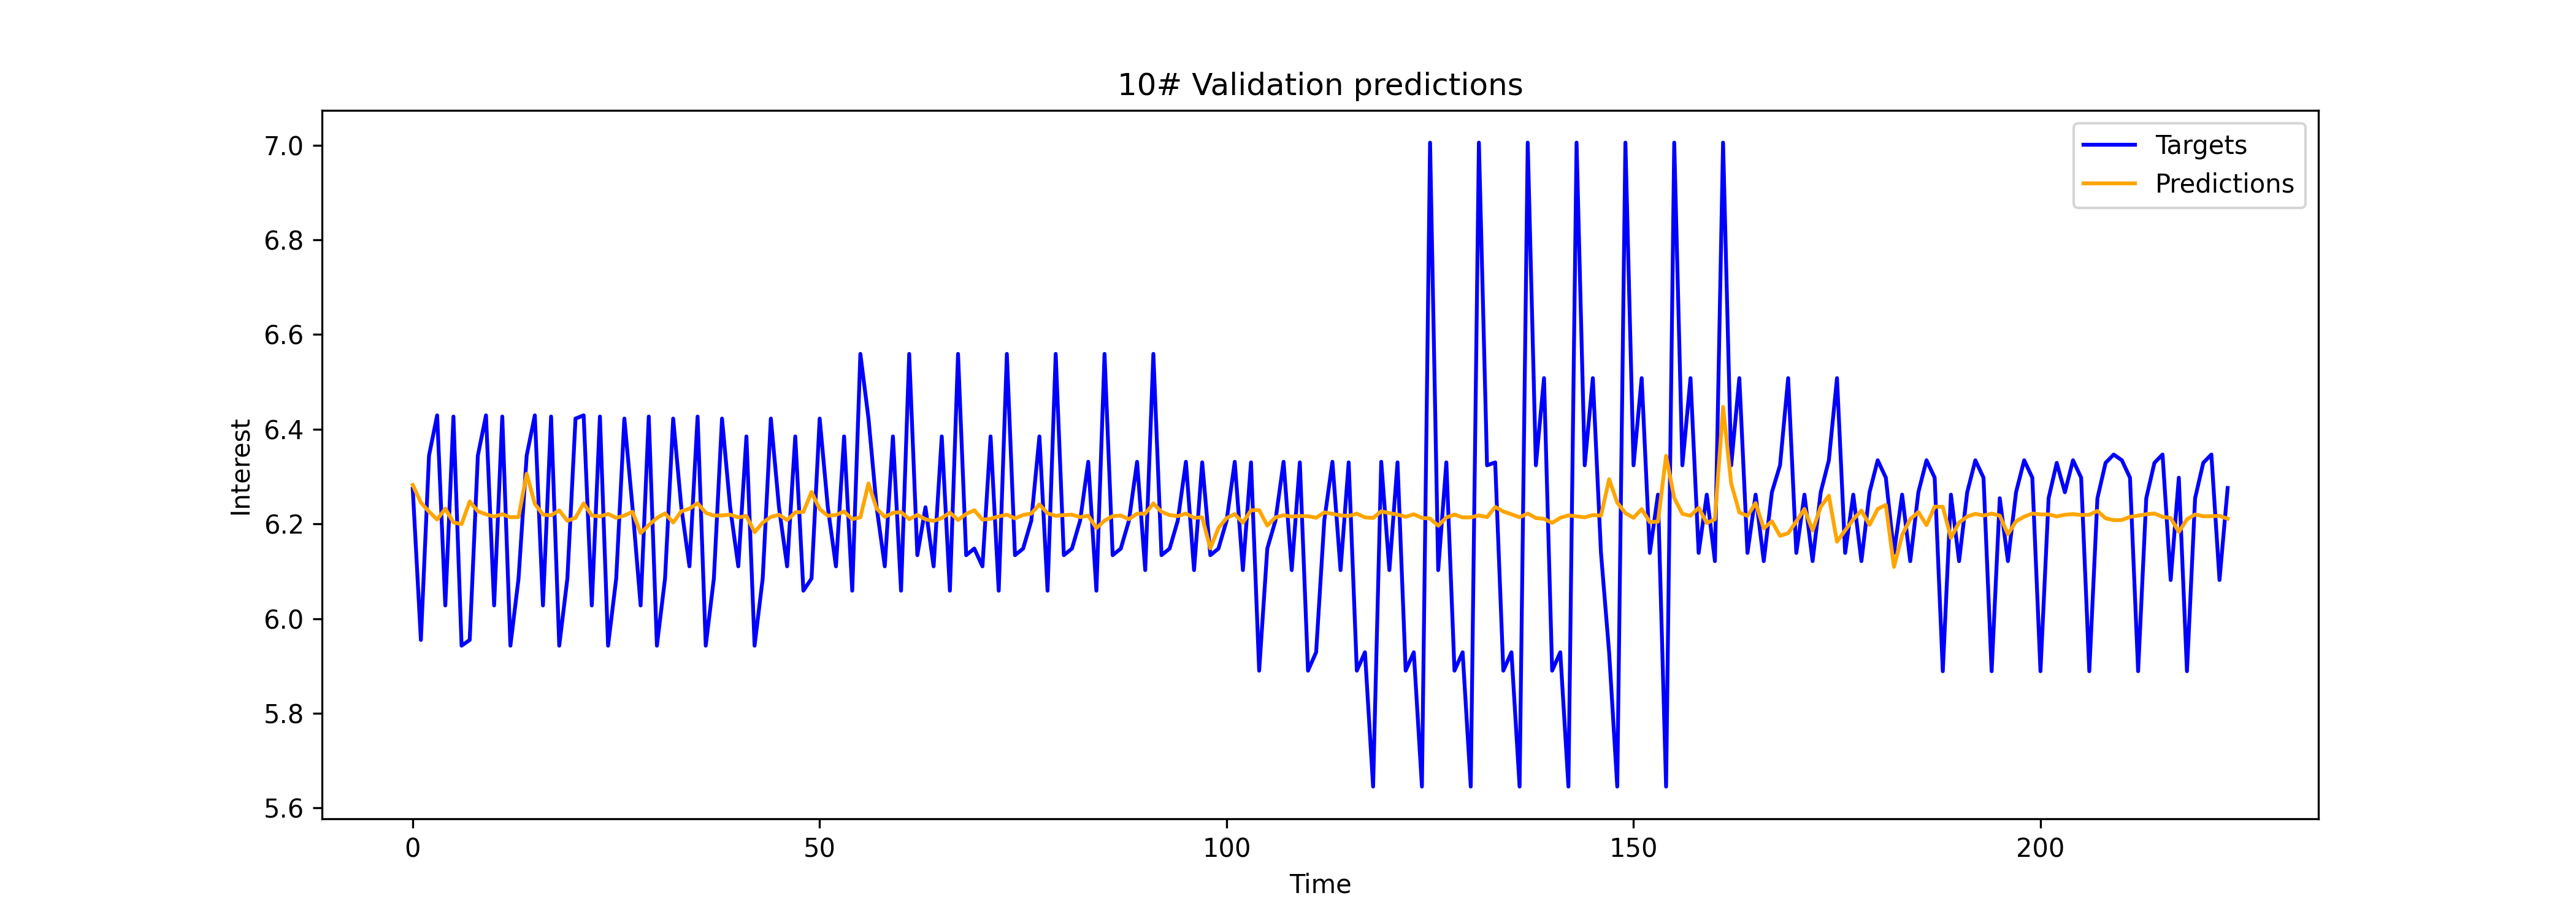 10# Validation predictions
Targets
Predictions
7.0
6.8
6.6
6.4
6.2
6.0
5.8
5.6
Interest
0
50
100
150
200
Time